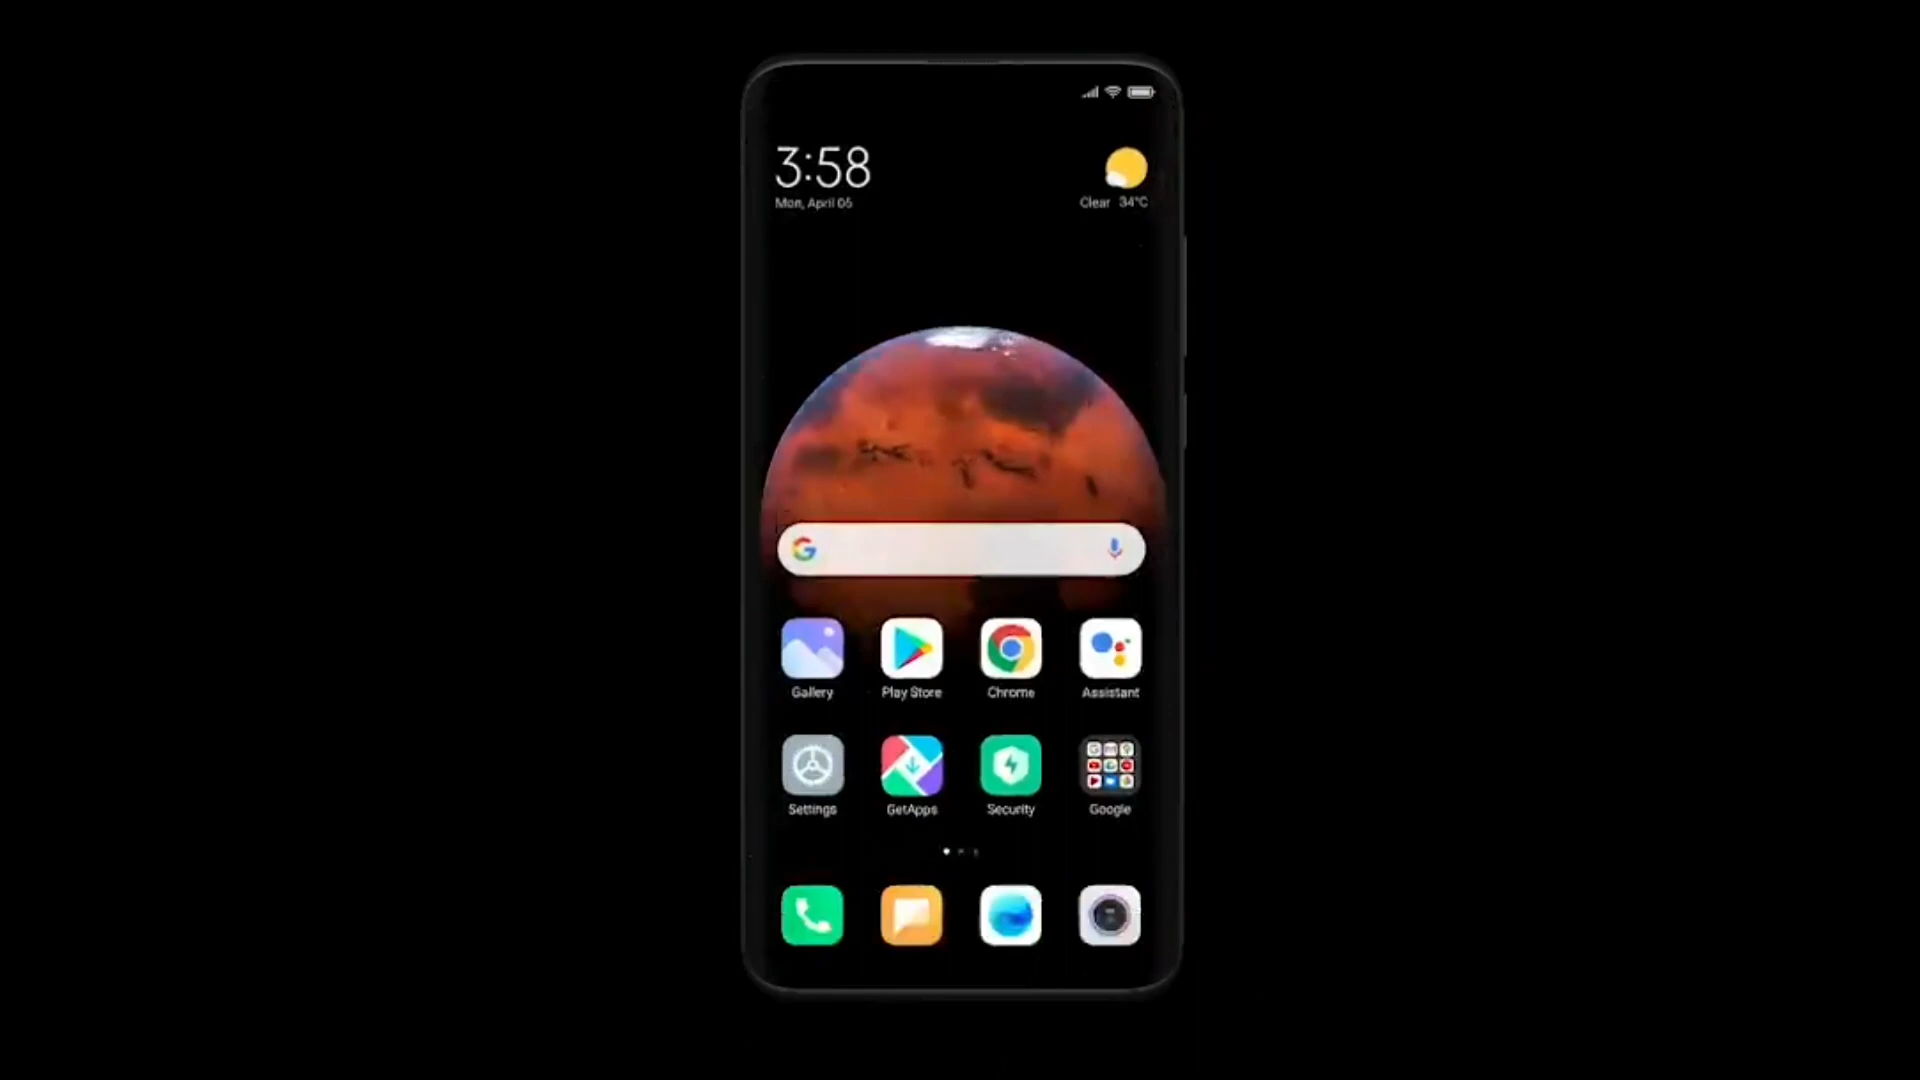 3:58
Mon, April 05
Clear 34°C
Gallery
Play Store
Chrome
Assistant
Settings
GetApps
Security
Google